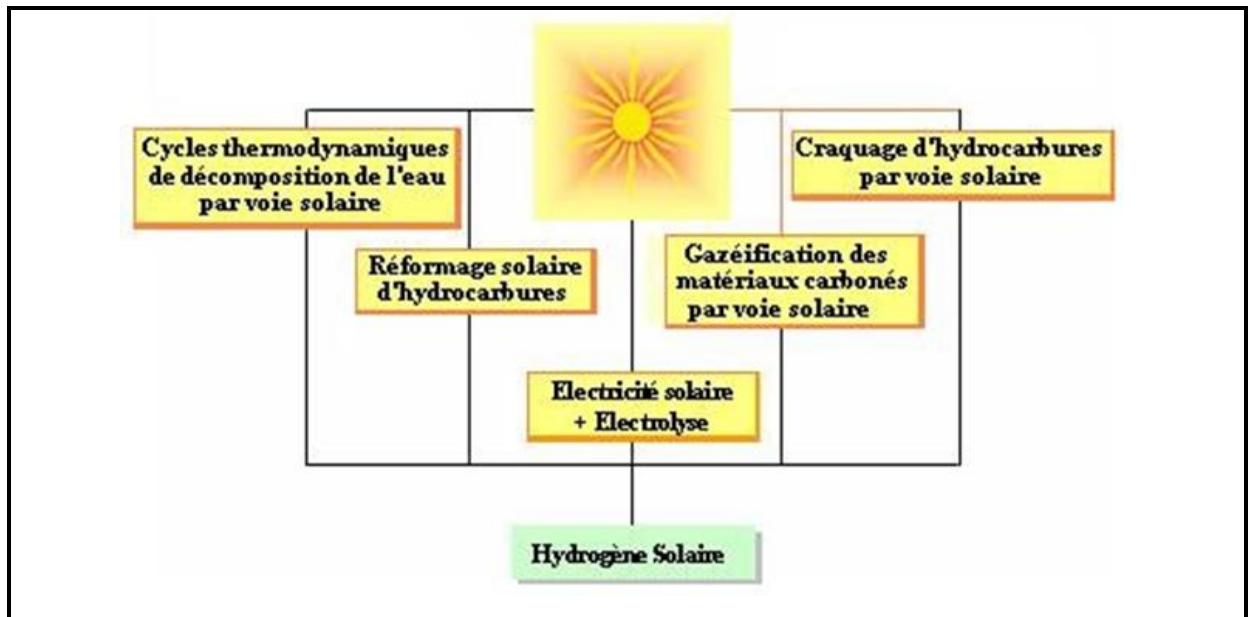 Cycles thermodynamiques
de décomposition de l'eau
par voie solaire
Réformage solaire
d'hydrocarbures
Electricité solaire
+ Electrolyse
Gazéification des
matériaux carbonés
par voie solaire
Craquage d'hydrocarbures
par voie solaire
Hydrogène Solaire